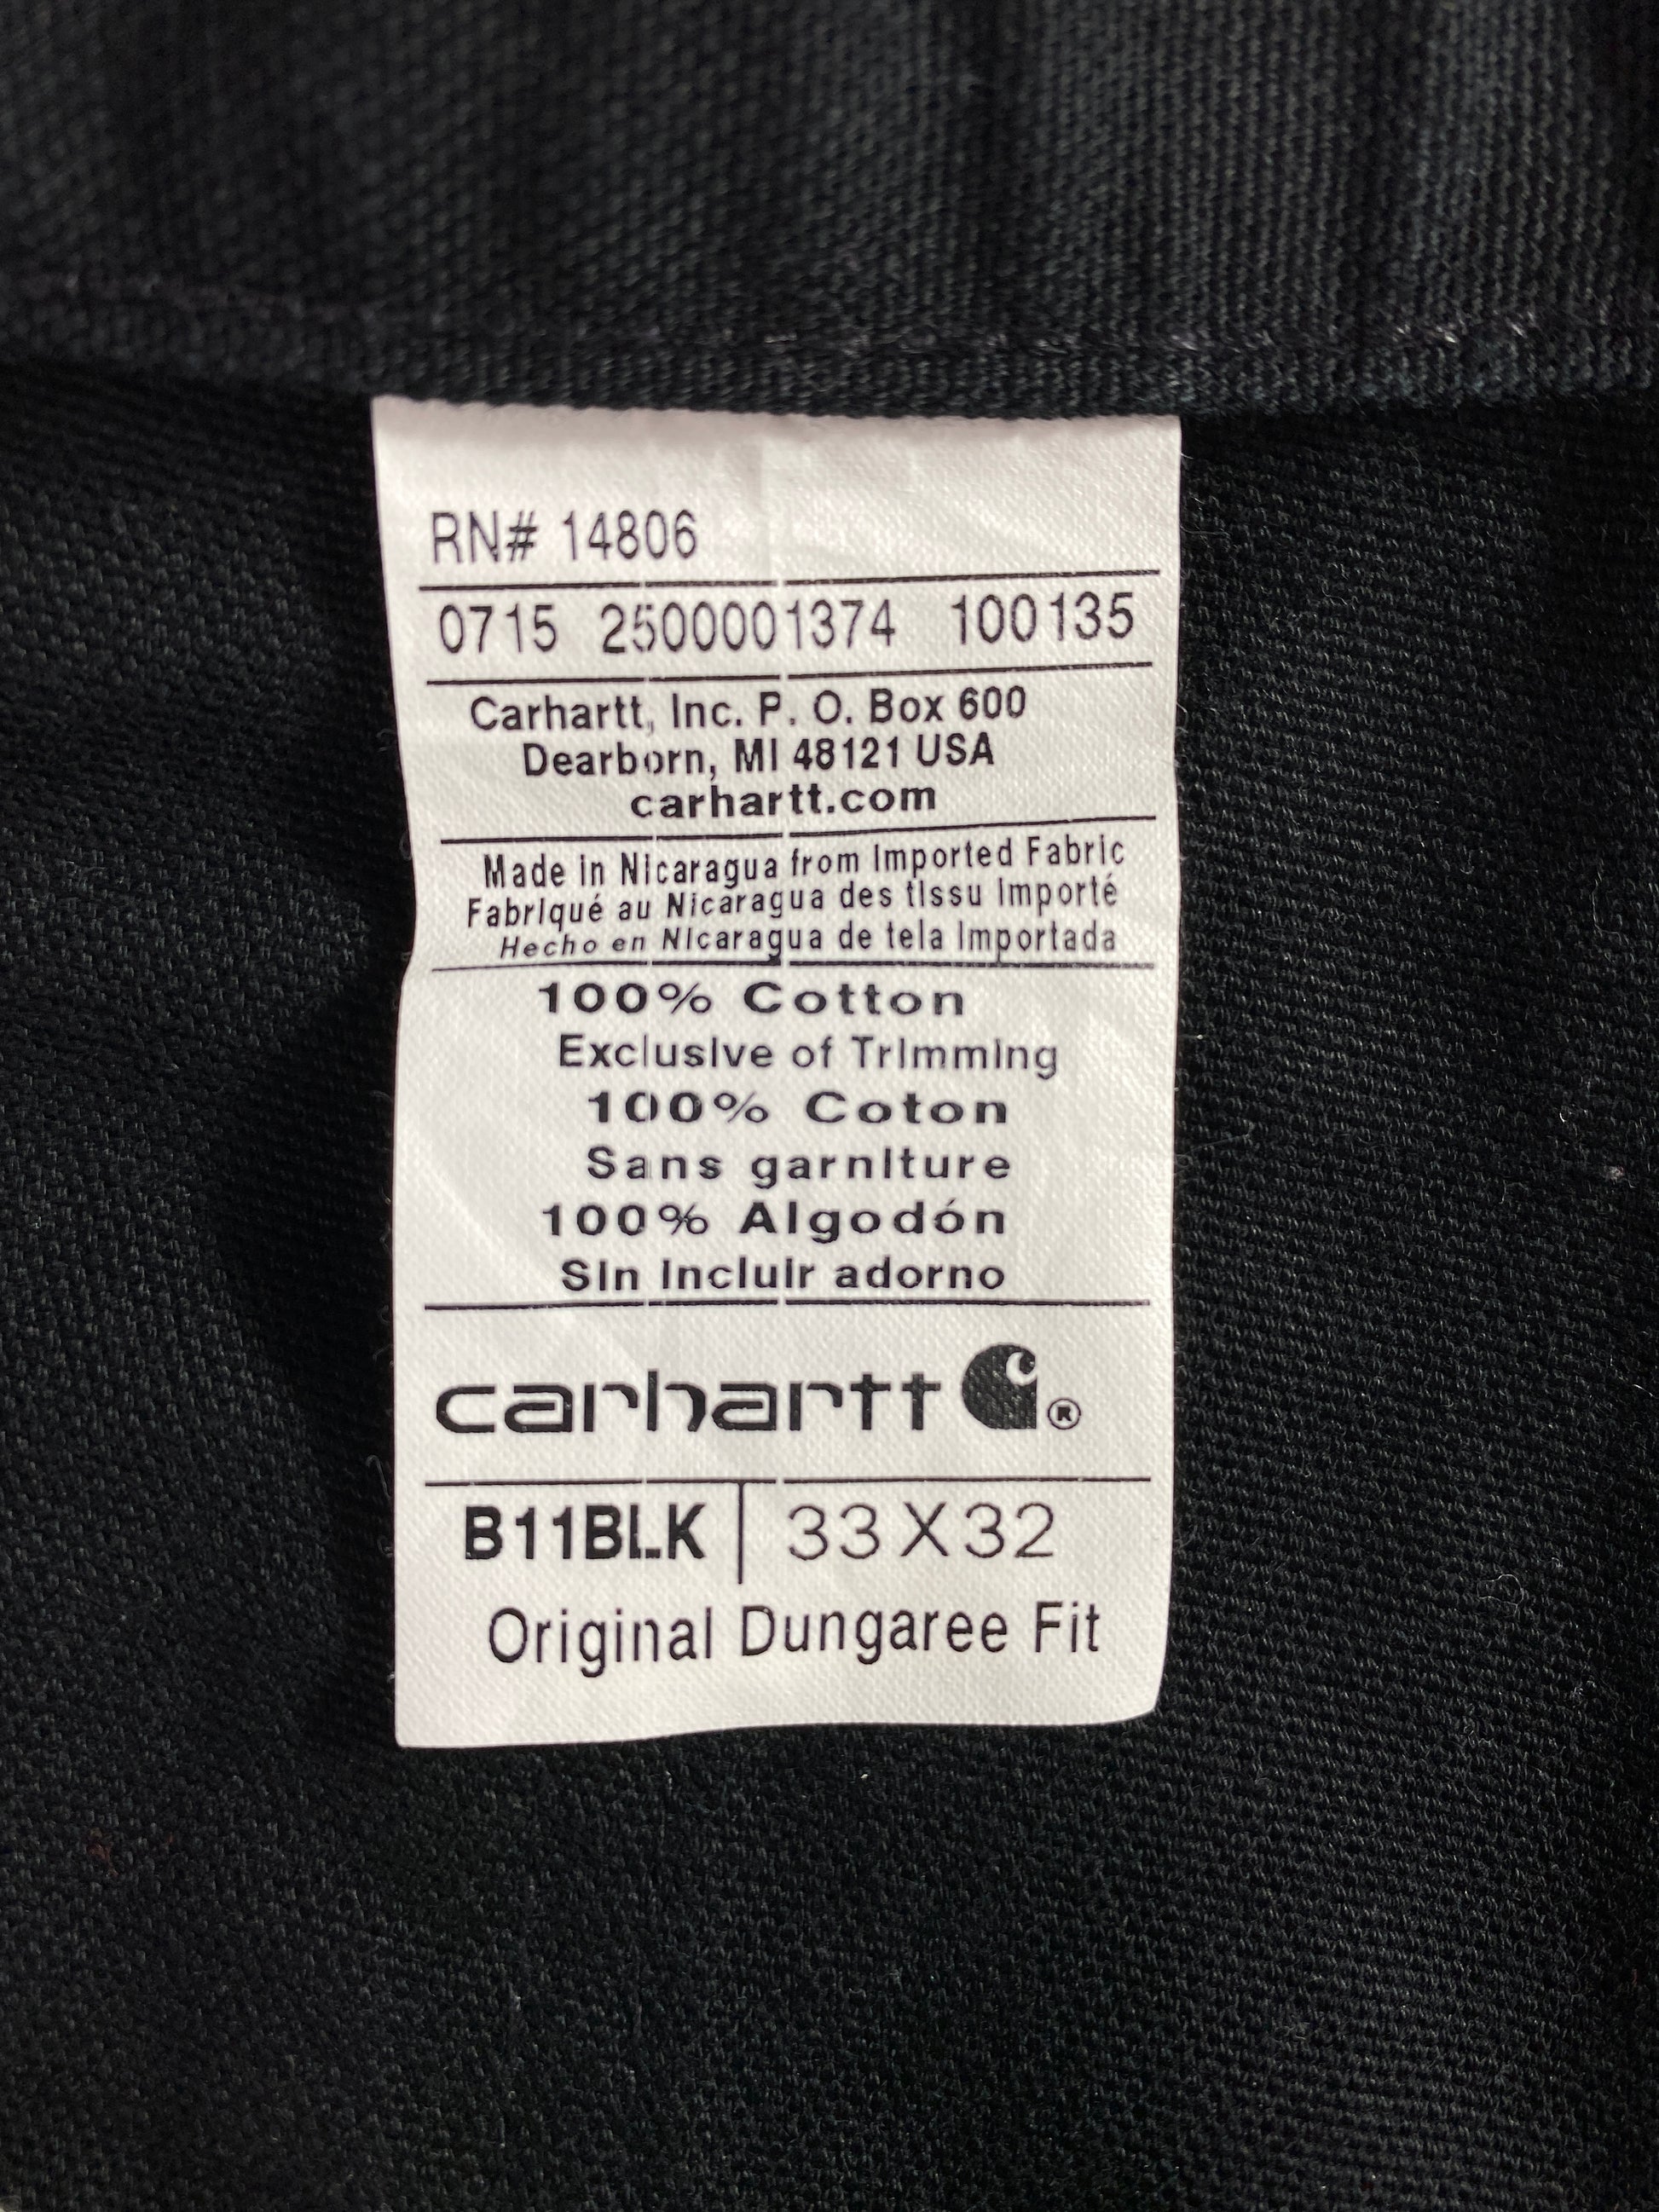 RN# 14806
0715 2500001374 100135
Carhartt, Inc. P. O. Box 600
Dearborn, MI 48121 USA
carhartt.com
Made in Nicaragua from Imported Fabric
Fabriqué au Nicaragua des tissu importé
Hecho en Nicaragua de tela importada
100% Cotton
Exclusive of Trimming
100% Coton
Sans garniture
100% Algodón
Sin incluir adorno
carhartt ®
B11BLK | 33X32
Original Dungaree Fit